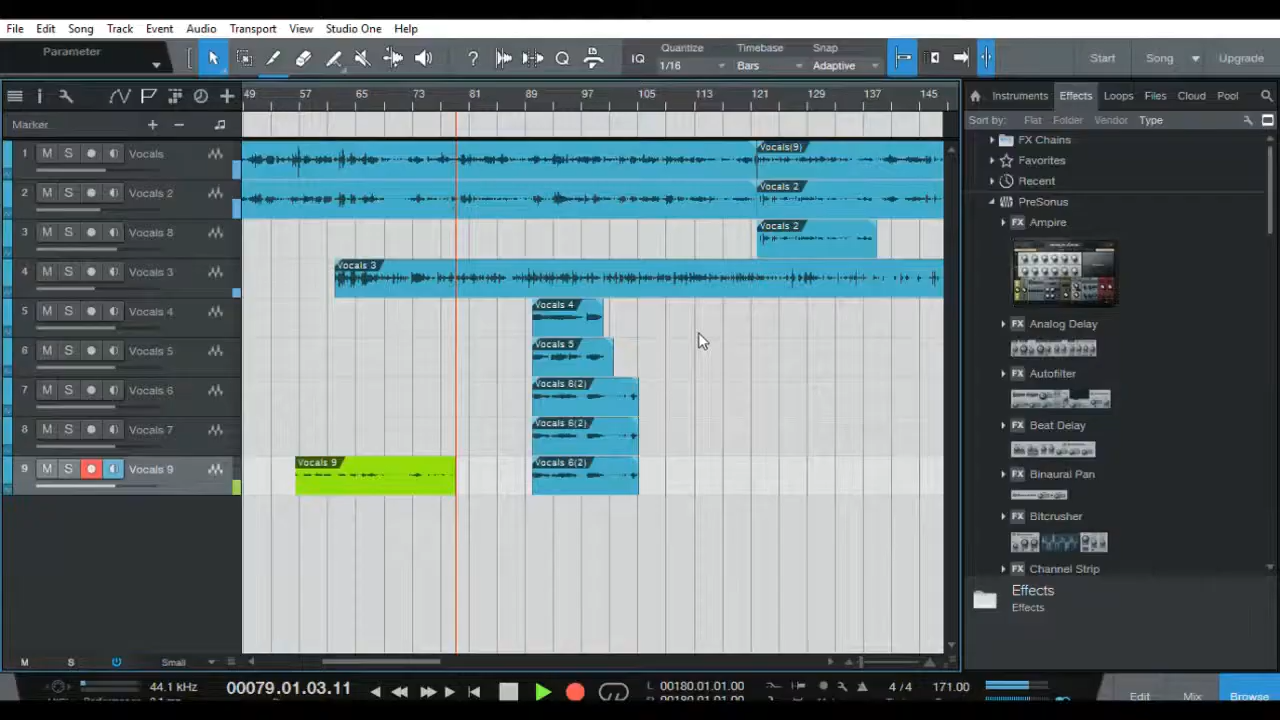 File Edit Song Track Event Audio Transport View Studio One Help
Parameter
IQ Quantize 1/16 Timebase Bars Snap Adaptive
Start Song Upgrade
49 57 65 73 81 89 97 105 113 121 129 137 145
Marker
1 M S Vocals
2 M S Vocals 2
3 M S Vocals 8
4 M S Vocals 3
5 M S Vocals 4
6 M S Vocals 5
7 M S Vocals 6
8 M S Vocals 7
9 M S Vocals 9
Vocals(9)
Vocals 2
Vocals 2
Vocals 3
Vocals 4
Vocals 5
Vocals 6(2)
Vocals 6(2)
Vocals 9
Vocals 6(2)
Instruments Effects Loops Files Cloud Pool
Sort by: Flat Folder Vendor Type
FX Chains
Favorites
Recent
PreSonus
FX Ampire
FX Analog Delay
FX Autofilter
FX Beat Delay
FX Binaural Pan
FX Bitcrusher
FX Channel Strip
Effects
Effects
M S Small
44.1 kHz
00079.01.03.11
L 00180.01.01.00
4 / 4
171.00
Edit Mix Browse